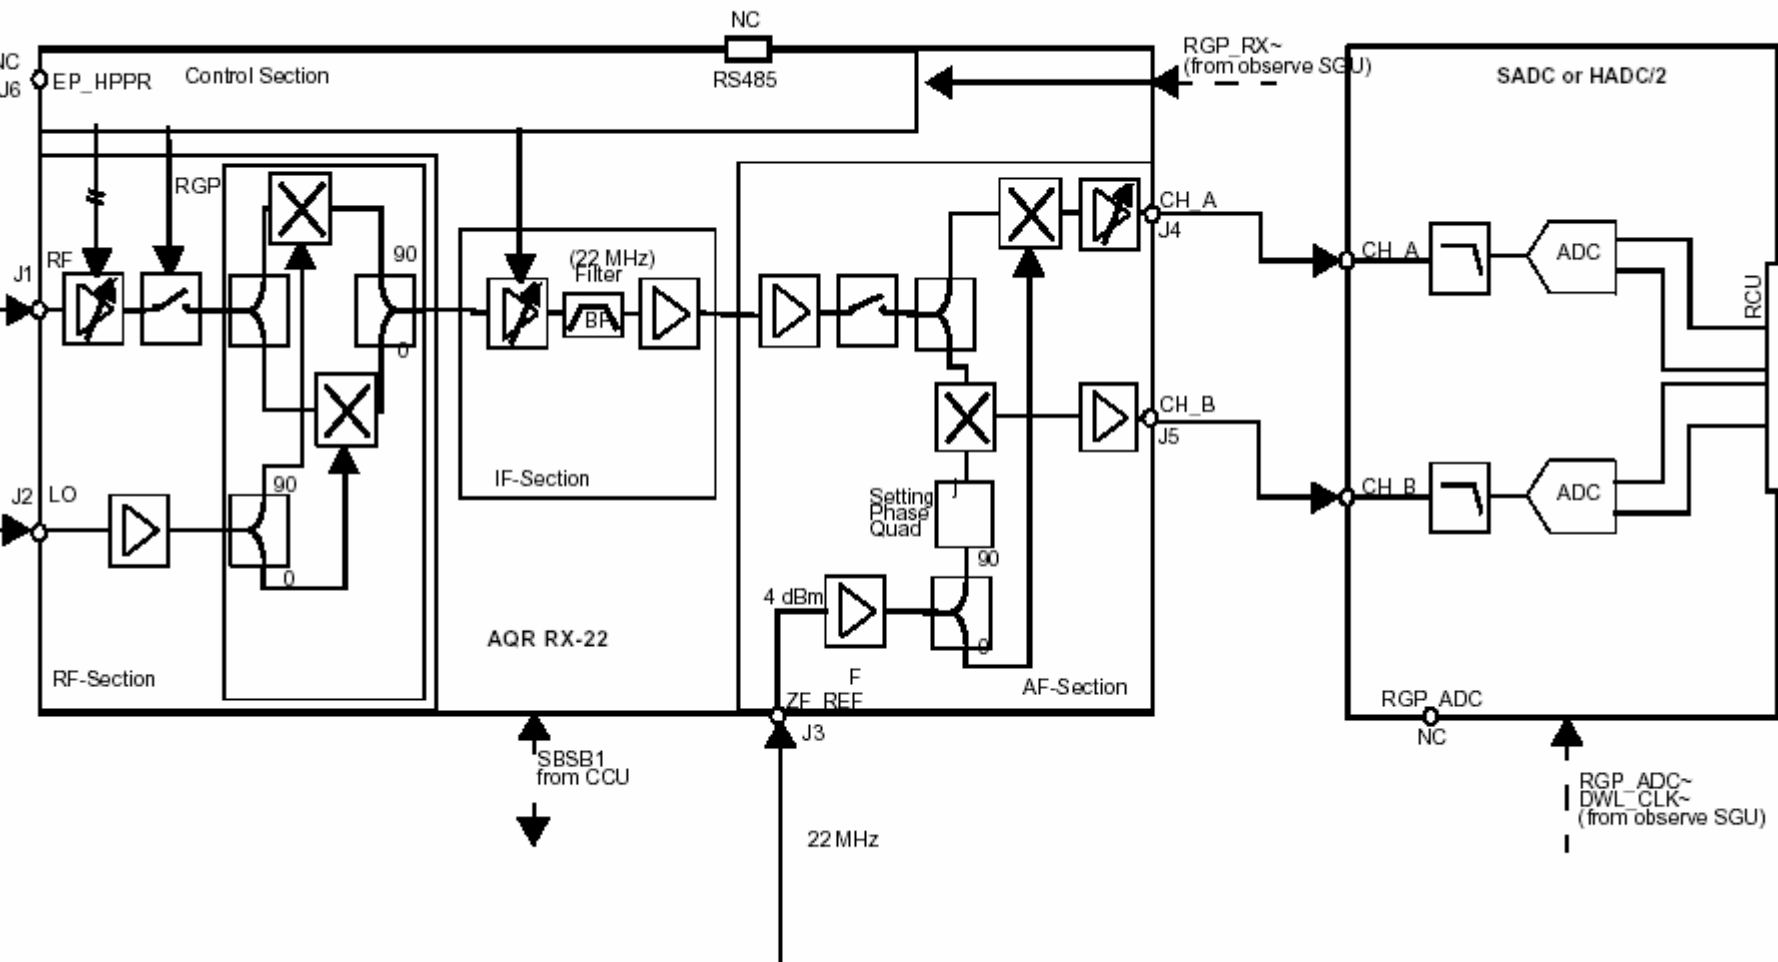 NC
NC
J6
EP_HPPR
Control Section
RS485
RGP_RX~
(from observe SGU)
SADC or HADC/2
RGP
CH_A
J4
RF
J1
90
(22 MHz)
Filter
BP
0
CH_A
ADC
RCU
CH_B
J5
IF-Section
J2
LO
90
0
Setting
Phase
Quad
90
CH_B
ADC
4 dBm
0
AQR RX-22
RF-Section
F
AF-Section
ZF_REF
J3
RGP_ADC
NC
SBSB1
from CCU
22 MHz
RGP_ADC~
DWL_CLK~
(from observe SGU)